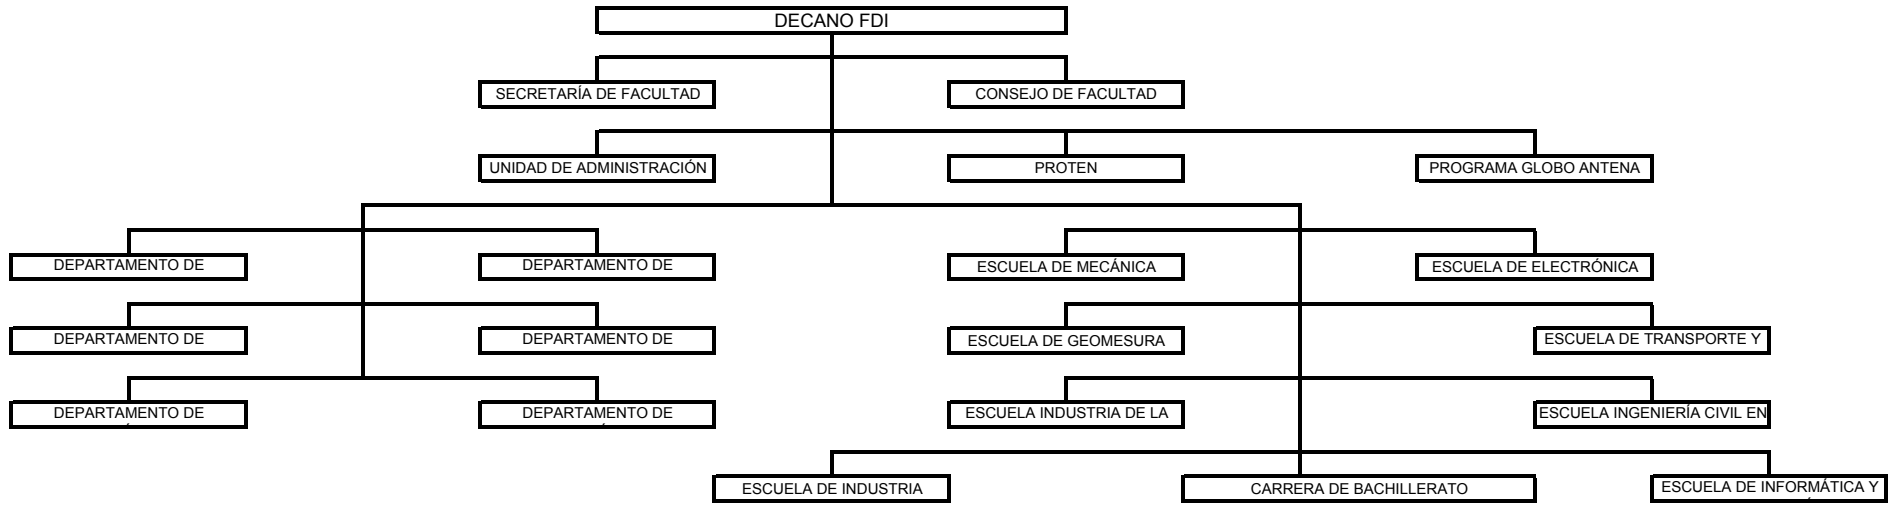 DECANO FDI
SECRETARÍA DE FACULTAD
CONSEJO DE FACULTAD
UNIDAD DE ADMINISTRACIÓN
PROTEN
PROGRAMA GLOBO ANTENA
DEPARTAMENTO DE
DEPARTAMENTO DE
ESCUELA DE MECÁNICA
ESCUELA DE ELECTRÓNICA
DEPARTAMENTO DE
DEPARTAMENTO DE
ESCUELA DE GEOMESURA
ESCUELA DE TRANSPORTE Y
DEPARTAMENTO DE
DEPARTAMENTO DE
ESCUELA INDUSTRIA DE LA
ESCUELA INGENIERÍA CIVIL EN
ESCUELA DE INDUSTRIA
CARRERA DE BACHILLERATO
ESCUELA DE INFORMÁTICA Y